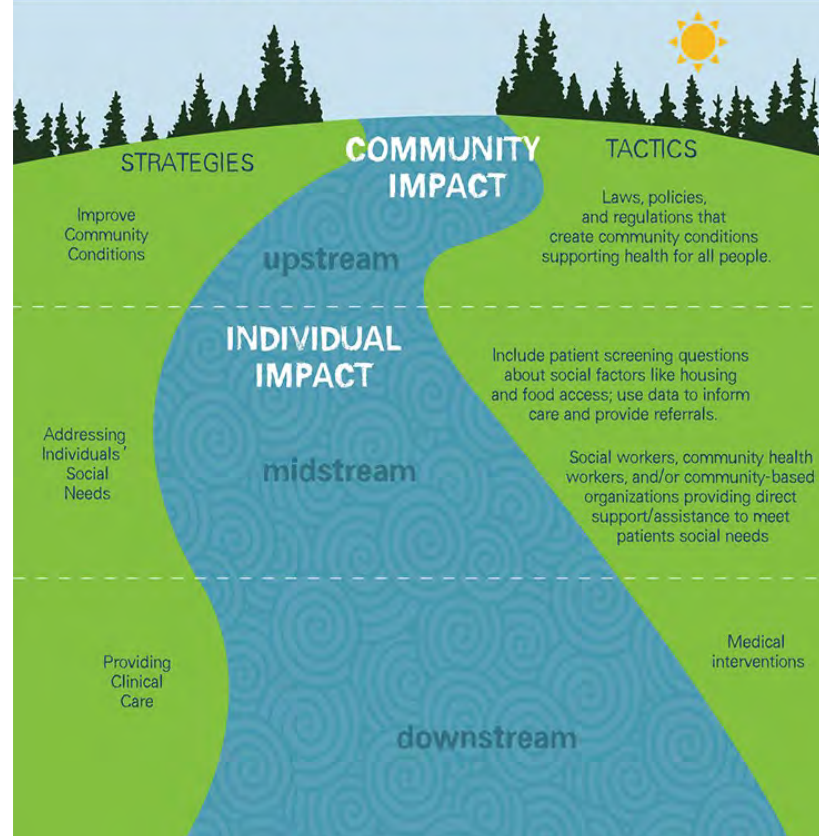 STRATEGIES
COMMUNITY
IMPACT
TACTICS
Improve
Community
Conditions
upstream
Laws, policies,
and regulations that
create community conditions
supporting health for all people.
INDIVIDUAL
IMPACT
Addressing
Individuals'
Social
Needs
midstream
Include patient screening questions
about social factors like housing
and food access; use data to inform
care and provide referrals.
Social workers, community health
workers, and/or community-based
organizations providing direct
support/assistance to meet
patients social needs
Providing
Clinical
Care
downstream
Medical
interventions